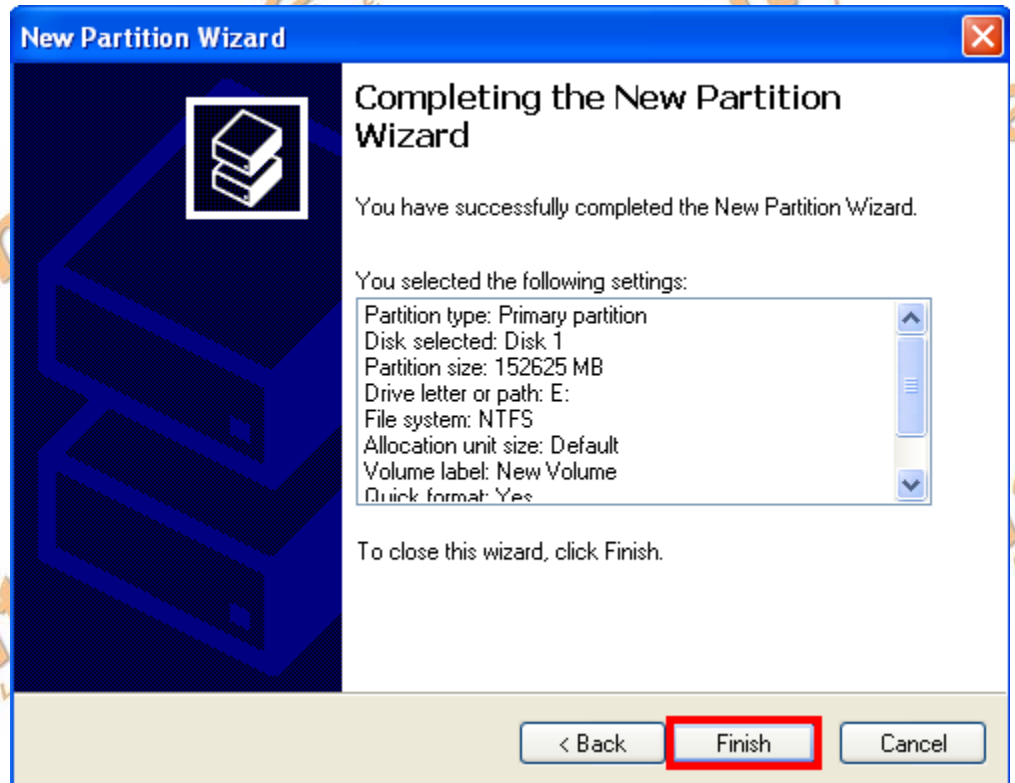 New Partition Wizard
Completing the New Partition
Wizard
You have successfully completed the New Partition Wizard.
You selected the following settings:
Partition type: Primary partition
Disk selected: Disk 1
Partition size: 152625 MB
Drive letter or path: E:
File system: NTFS
Allocation unit size: Default
Volume label: New Volume
Quick format: Yes
To close this wizard, click Finish.
< Back
Finish
Cancel